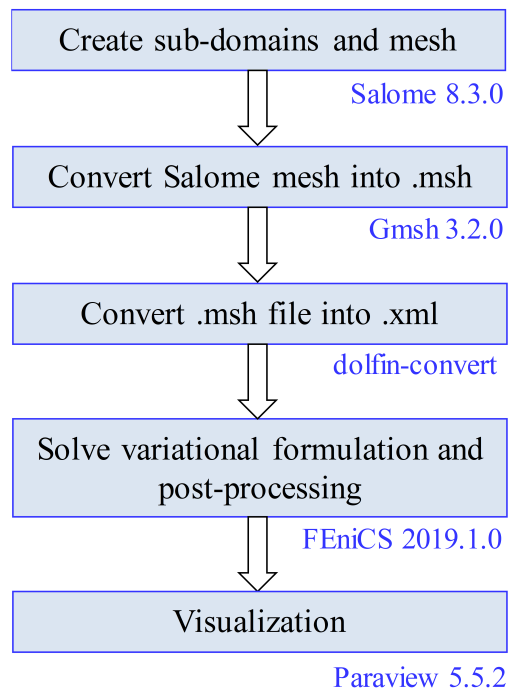 Create sub-domains and mesh
Salome 8.3.0
Convert Salome mesh into .msh
Gmsh 3.2.0
Convert .msh file into .xml
dolfin-convert
Solve variational formulation and
post-processing
FEniCS 2019.1.0
Visualization
Paraview 5.5.2